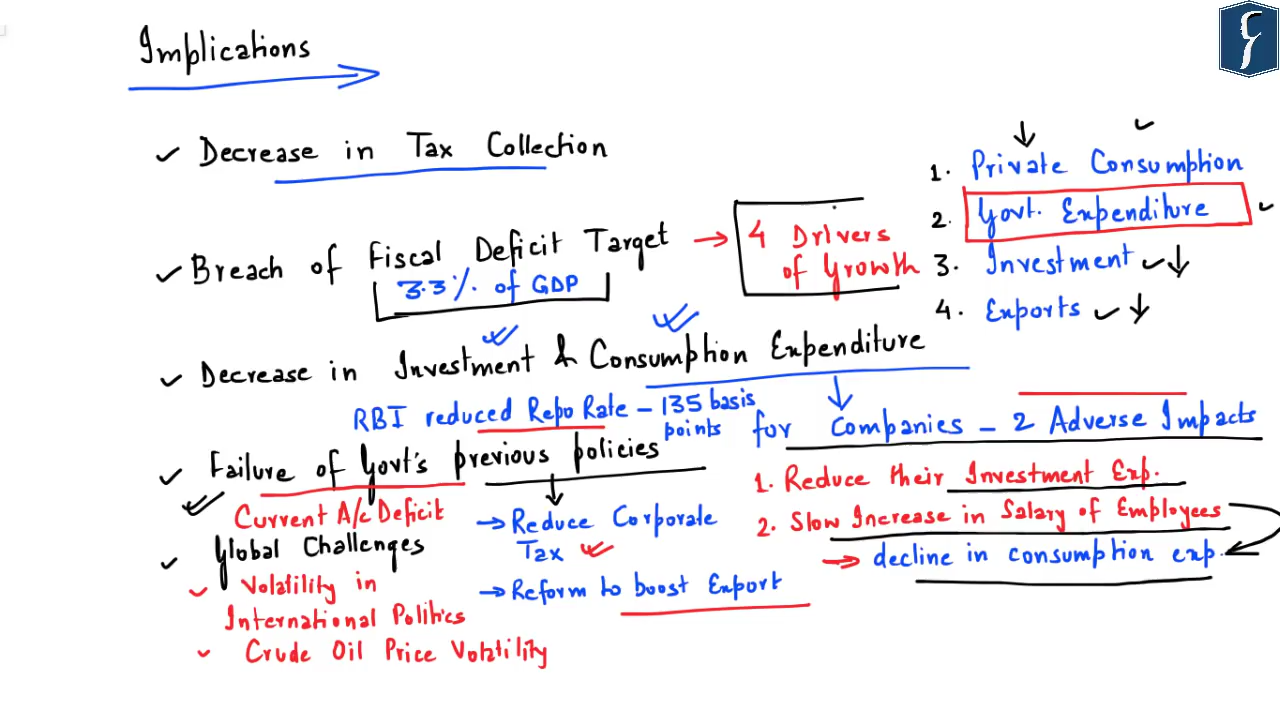 Implications
✓ Decrease in Tax Collection
✓ Breach of Fiscal Deficit Target → 4 Drivers
of Growth
3.3% of GDP
1. Private Consumption
2. Govt. Expenditure
3. Investment
4. Exports
✓ Decrease in Investment & Consumption Expenditure
RBI reduced Repo Rate – 135 basis
points
for Companies – 2 Adverse Impacts
1. Reduce their Investment Exp.
2. Slow Increase in Salary of Employees
→ decline in consumption exp.
✓ Failure of Govt's previous policies
→ Reduce Corporate
Tax
→ Reform to boost Export
Current A/c Deficit
✓ Global Challenges
Volatility in
International Politics
Crude Oil Price Volatility